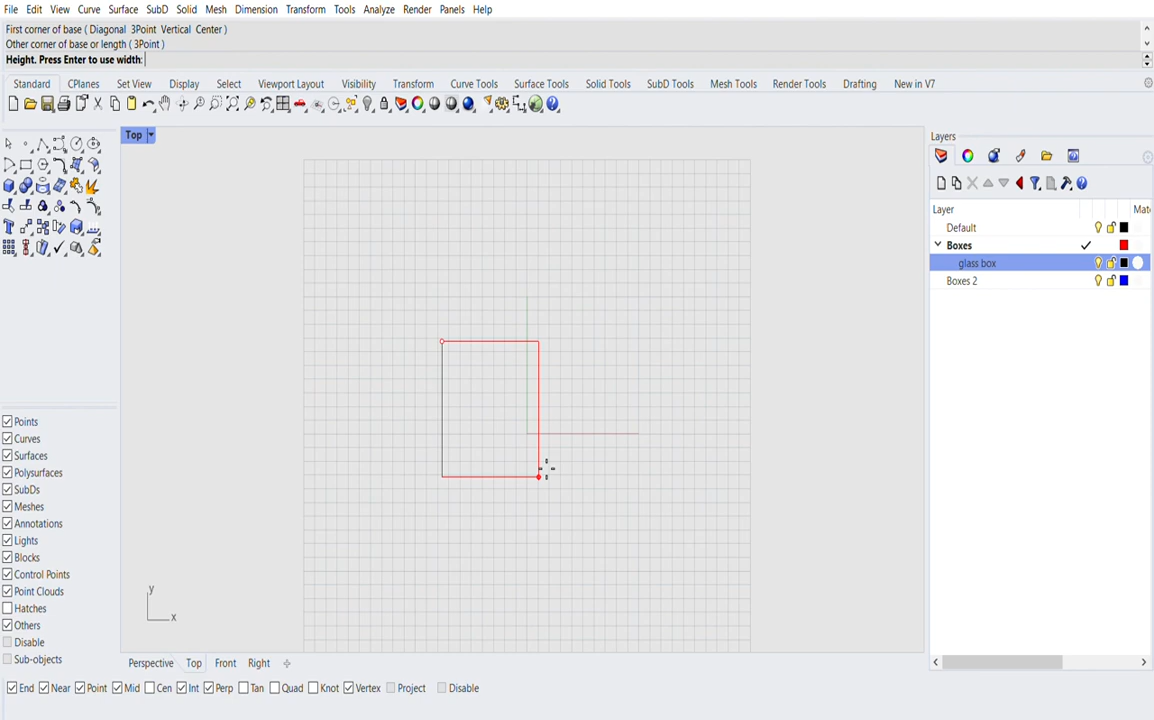 File Edit View Curve Surface SubD Solid Mesh Dimension Transform Tools Analyze Render Panels Help
First corner of base ( Diagonal 3Point Vertical Center )
Other corner of base or length ( 3Point )
Height. Press Enter to use width:
Standard CPlanes Set View Display Select Viewport Layout Visibility Transform Curve Tools Surface Tools Solid Tools SubD Tools Mesh Tools Render Tools Drafting New in V7
Top
Layers
Layer Mat
Default
Boxes
glass box
Boxes 2
Points
Curves
Surfaces
Polysurfaces
SubDs
Meshes
Annotations
Lights
Blocks
Control Points
Point Clouds
Hatches
Others
Disable
Sub-objects
y
x
Perspective Top Front Right
End Near Point Mid Cen Int Perp Tan Quad Knot Vertex Project Disable